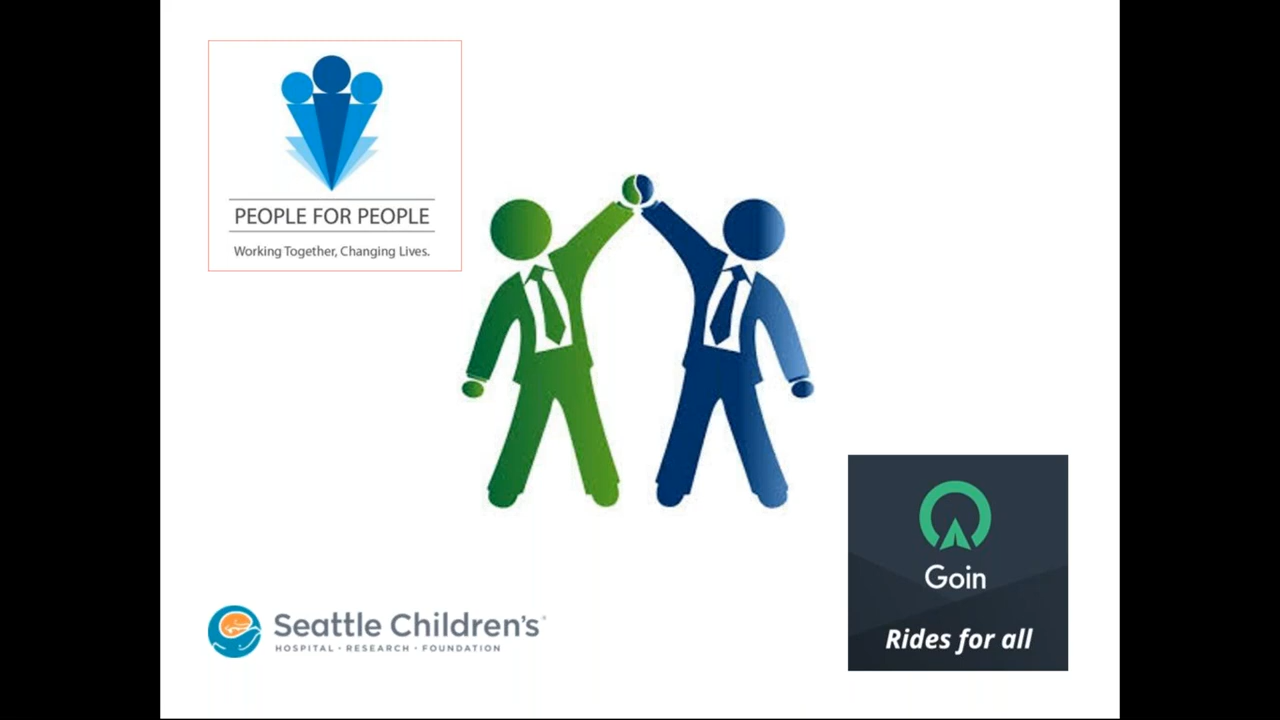 PEOPLE FOR PEOPLE
Working Together, Changing Lives.
Seattle Children's®
HOSPITAL · RESEARCH · FOUNDATION
Goin
Rides for all